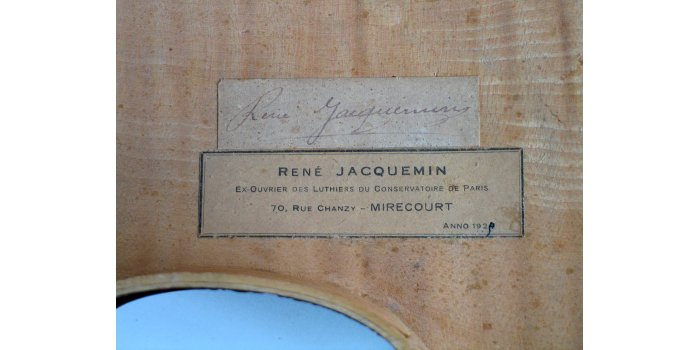 René Jacquemin
RENÉ JACQUEMIN
EX-OUVRIER DES LUTHIERS DU CONSERVATOIRE DE PARIS
70, RUE CHANZY – MIRECOURT
ANNO